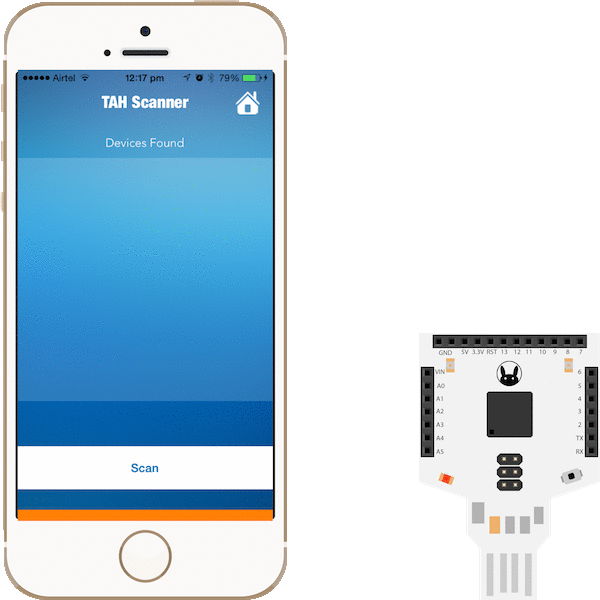 Airtel 12:17 pm 79%
TAH Scanner
Devices Found
Scan
GND 5V 3.3V RST 13 12 11 10 9 8 7
VIN 6
A0 5
A1 4
A2 3
A3 2
A4 TX
A5 RX